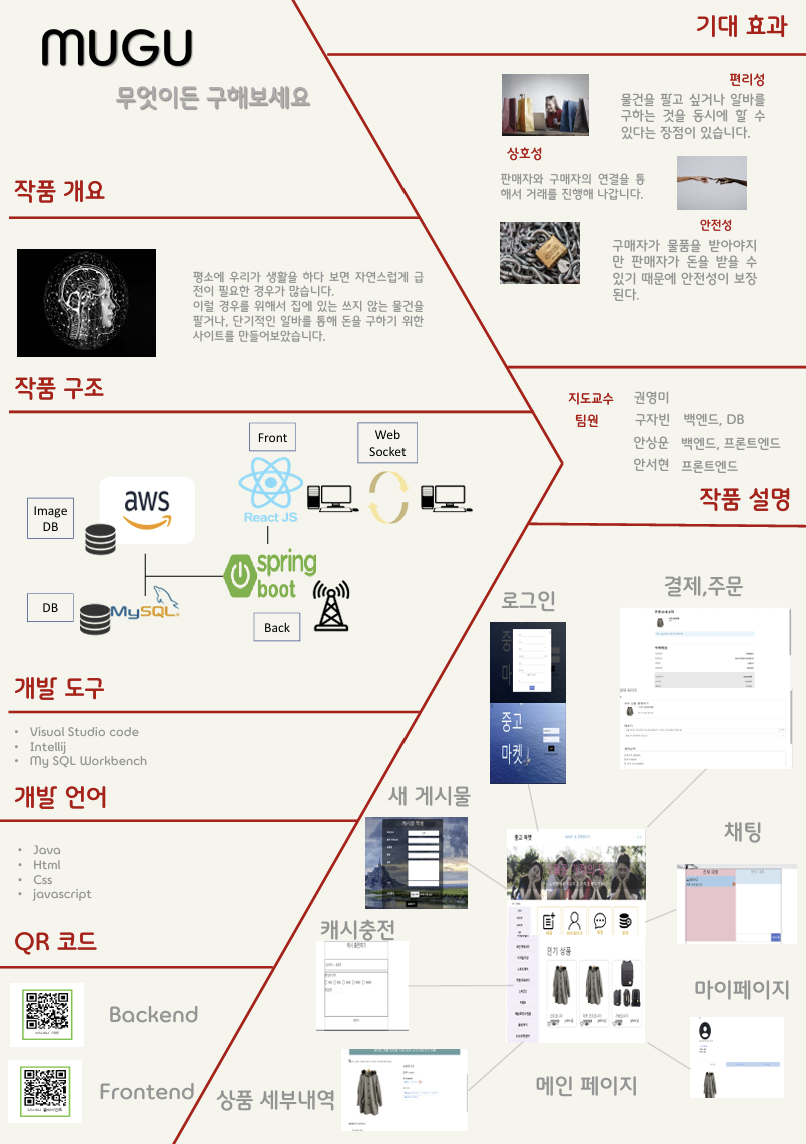 MUGU
무엇이든 구해보세요
기대 효과
편리성
물건을 팔고 싶거나 알바를
구하는 것을 동시에 할 수
있다는 장점이 있습니다.
상호성
판매자와 구매자의 연결을 통
해서 거래를 진행해 나갑니다.
안전성
구매자가 물품을 받아야지
만 판매자가 돈을 받을 수
있기 때문에 안전성이 보장
된다.
작품 개요
평소에 우리가 생활을 하다 보면 자연스럽게 급
전이 필요한 경우가 많습니다.
이럴 경우를 위해서 집에 있는 쓰지 않는 물건을
팔거나, 단기적인 알바를 통해 돈을 구하기 위한
사이트를 만들어보았습니다.
지도교수 권영미
팀원 구자빈 백엔드, DB
안상운 백엔드, 프론트엔드
안서현 프론트엔드
작품 구조
Front
Web
Socket
React JS
aws
Image
DB
spring
boot
DB
MySQL
Back
작품 설명
로그인
중고
마켓
결제,주문
개발 도구
• Visual Studio code
• Intellij
• My SQL Workbench
개발 언어
• Java
• Html
• Css
• javascript
새 게시물
채팅
중고 마켓
인기 상품
캐시충전
마이페이지
메인 페이지
상품 세부내역
QR 코드
Backend
Frontend